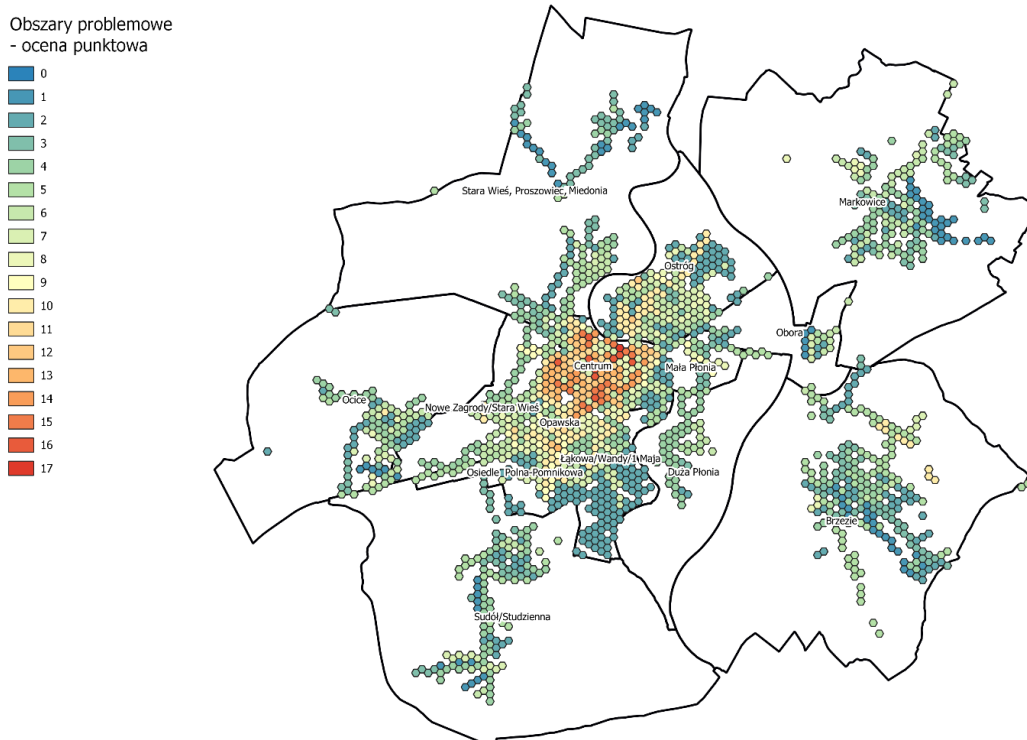 Obszary problemowe
- ocena punktowa
0
1
2
3
4
5
6
7
8
9
10
11
12
13
14
15
16
17
Stara Wieś, Proszowiec, Miedonia
Markowice
Ostróg
Obora
Centrum
Mała Płonia
Ocice
Nowe Zagrody/Stara Wieś
Opawska
Łąkowa/Wandy/1 Maja
Osiedle Polna-Pomnikowa
Duża Płonia
Brzezie
Sudół/Studzienna